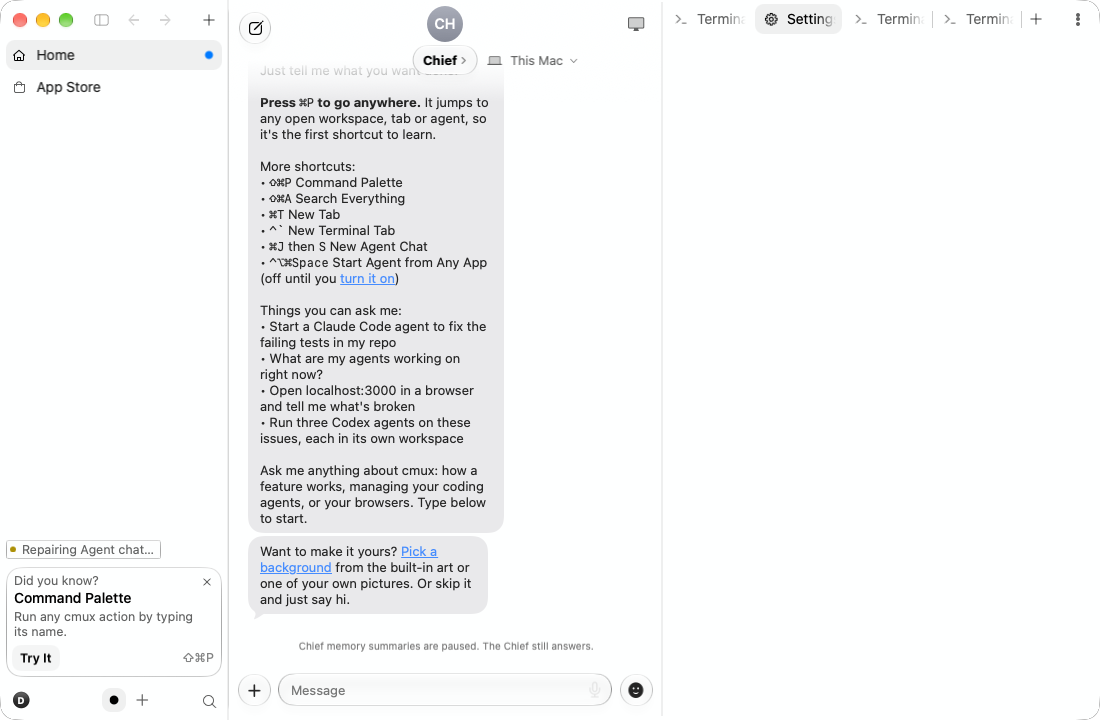 Home
App Store
Repairing Agent chat...
Did you know?
Command Palette
Run any cmux action by typing
its name.
Try It
⇧⌘P
D
CH
Chief
This Mac
Just tell me what you want done.
Press ⌘P to go anywhere. It jumps to
any open workspace, tab or agent, so
it's the first shortcut to learn.
More shortcuts:
• ⇧⌘P Command Palette
• ⇧⌘A Search Everything
• ⌘T New Tab
• ^` New Terminal Tab
• ⌘J then S New Agent Chat
• ^⌥⌘Space Start Agent from Any App
(off until you turn it on)
Things you can ask me:
• Start a Claude Code agent to fix the
failing tests in my repo
• What are my agents working on
right now?
• Open localhost:3000 in a browser
and tell me what's broken
• Run three Codex agents on these
issues, each in its own workspace
Ask me anything about cmux: how a
feature works, managing your coding
agents, or your browsers. Type below
to start.
Want to make it yours? Pick a
background from the built-in art or
one of your own pictures. Or skip it
and just say hi.
Chief memory summaries are paused. The Chief still answers.
Message
Termina
Setting
Termin
Termin